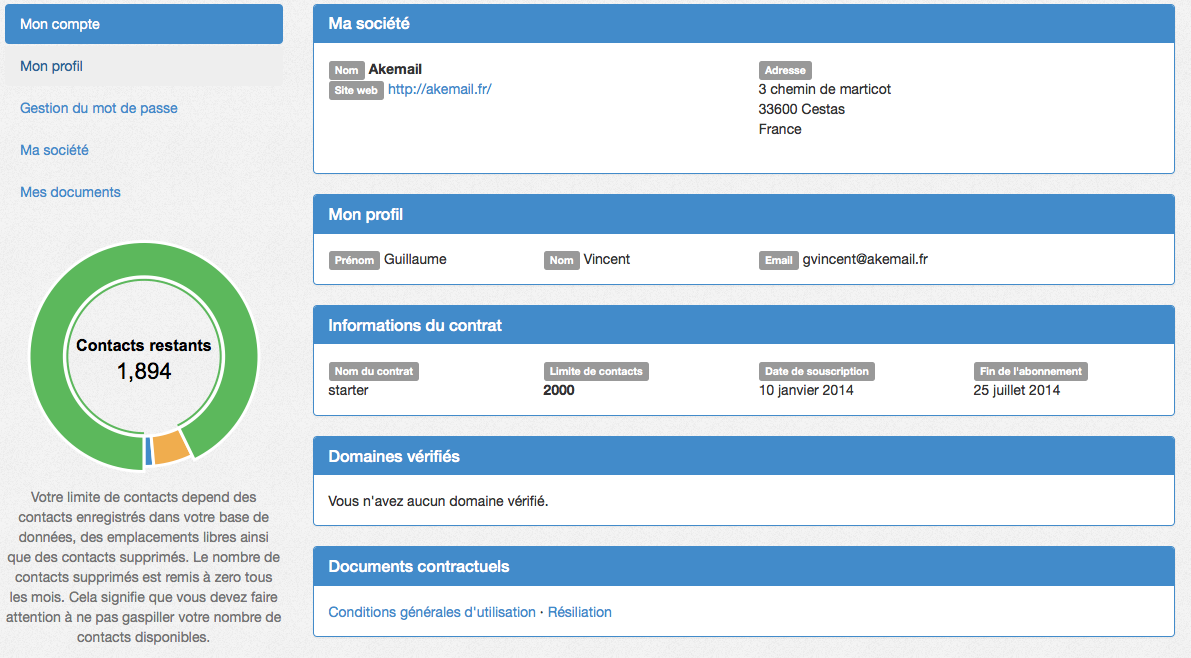 Mon compte
Mon profil
Gestion du mot de passe
Ma société
Mes documents
Contacts restants
1,894
Votre limite de contacts depend des
contacts enregistrés dans votre base de
données, des emplacements libres ainsi
que des contacts supprimés. Le nombre de
contacts supprimés est remis à zero tous
les mois. Cela signifie que vous devez faire
attention à ne pas gaspiller votre nombre de
contacts disponibles.
Ma société
Nom Akemail
Site web http://akemail.fr/
Adresse
3 chemin de marticot
33600 Cestas
France
Mon profil
Prénom Guillaume
Nom Vincent
Email gvincent@akemail.fr
Informations du contrat
Nom du contrat
starter
Limite de contacts
2000
Date de souscription
10 janvier 2014
Fin de l'abonnement
25 juillet 2014
Domaines vérifiés
Vous n'avez aucun domaine vérifié.
Documents contractuels
Conditions générales d'utilisation · Résiliation